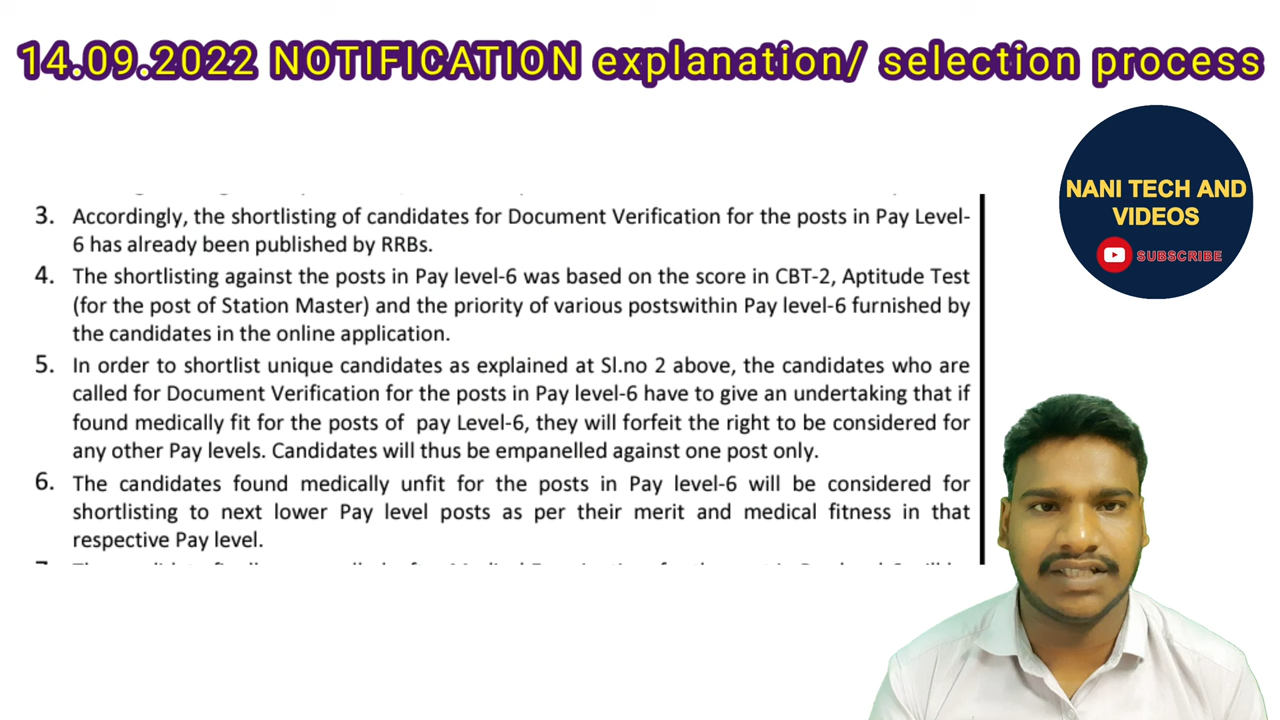 14.09.2022 NOTIFICATION explanation/ selection process
NANI TECH AND
VIDEOS
SUBSCRIBE
3. Accordingly, the shortlisting of candidates for Document Verification for the posts in Pay Level-
6 has already been published by RRBs.
4. The shortlisting against the posts in Pay level-6 was based on the score in CBT-2, Aptitude Test
(for the post of Station Master) and the priority of various postswithin Pay level-6 furnished by
the candidates in the online application.
5. In order to shortlist unique candidates as explained at Sl.no 2 above, the candidates who are
called for Document Verification for the posts in Pay level-6 have to give an undertaking that if
found medically fit for the posts of pay Level-6, they will forfeit the right to be considered for
any other Pay levels. Candidates will thus be empanelled against one post only.
6. The candidates found medically unfit for the posts in Pay level-6 will be considered for
shortlisting to next lower Pay level posts as per their merit and medical fitness in that
respective Pay level.